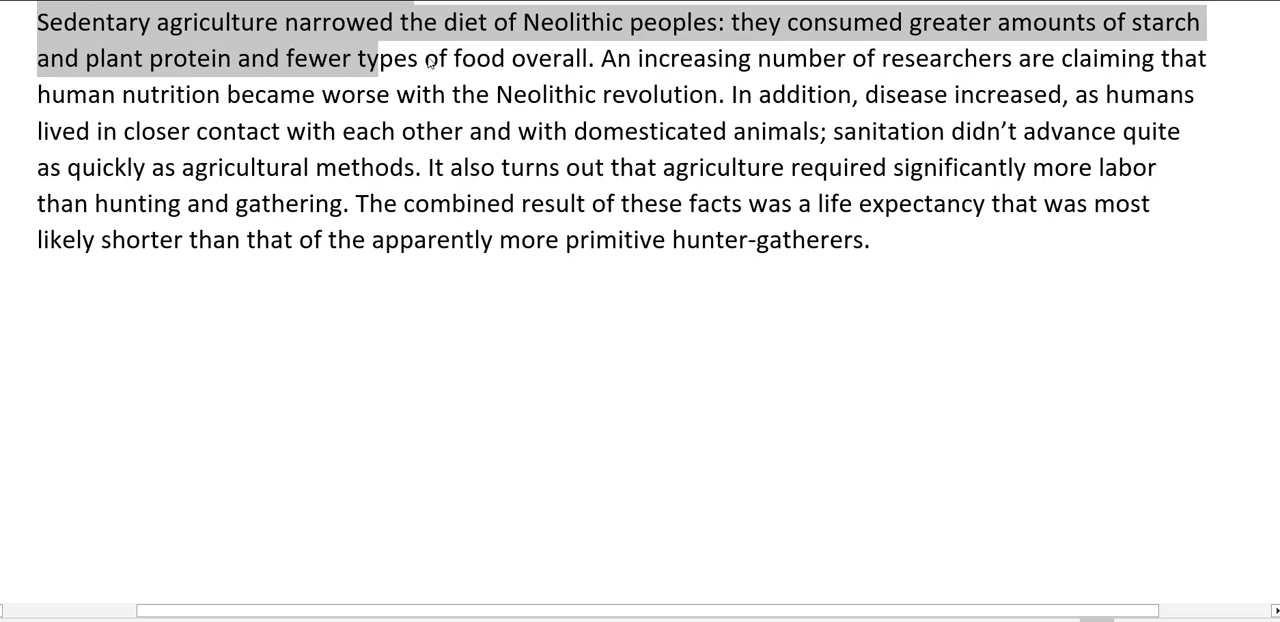 Sedentary agriculture narrowed the diet of Neolithic peoples: they consumed greater amounts of starch
and plant protein and fewer types of food overall. An increasing number of researchers are claiming that
human nutrition became worse with the Neolithic revolution. In addition, disease increased, as humans
lived in closer contact with each other and with domesticated animals; sanitation didn’t advance quite
as quickly as agricultural methods. It also turns out that agriculture required significantly more labor
than hunting and gathering. The combined result of these facts was a life expectancy that was most
likely shorter than that of the apparently more primitive hunter-gatherers.